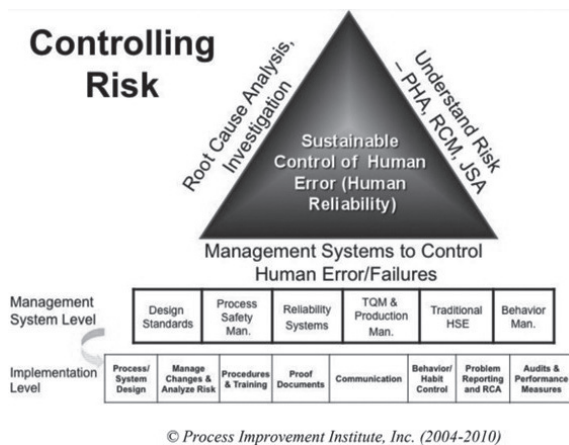 Controlling
Risk
Root Cause Analysis,
Investigation
Understand Risk
– PHA, RCM, JSA
Sustainable
Control of Human
Error (Human
Reliability)
Management Systems to Control
Human Error/Failures
Management
System Level
Design
Standards
Process
Safety
Man.
Reliability
Systems
TQM &
Production
Man.
Traditional
HSE
Behavior
Man.
Implementation
Level
Process/
System
Design
Manage
Changes &
Analyze Risk
Procedures
& Training
Proof
Documents
Communication
Behavior/
Habit
Control
Problem
Reporting
and RCA
Audits &
Performance
Measures
© Process Improvement Institute, Inc. (2004-2010)